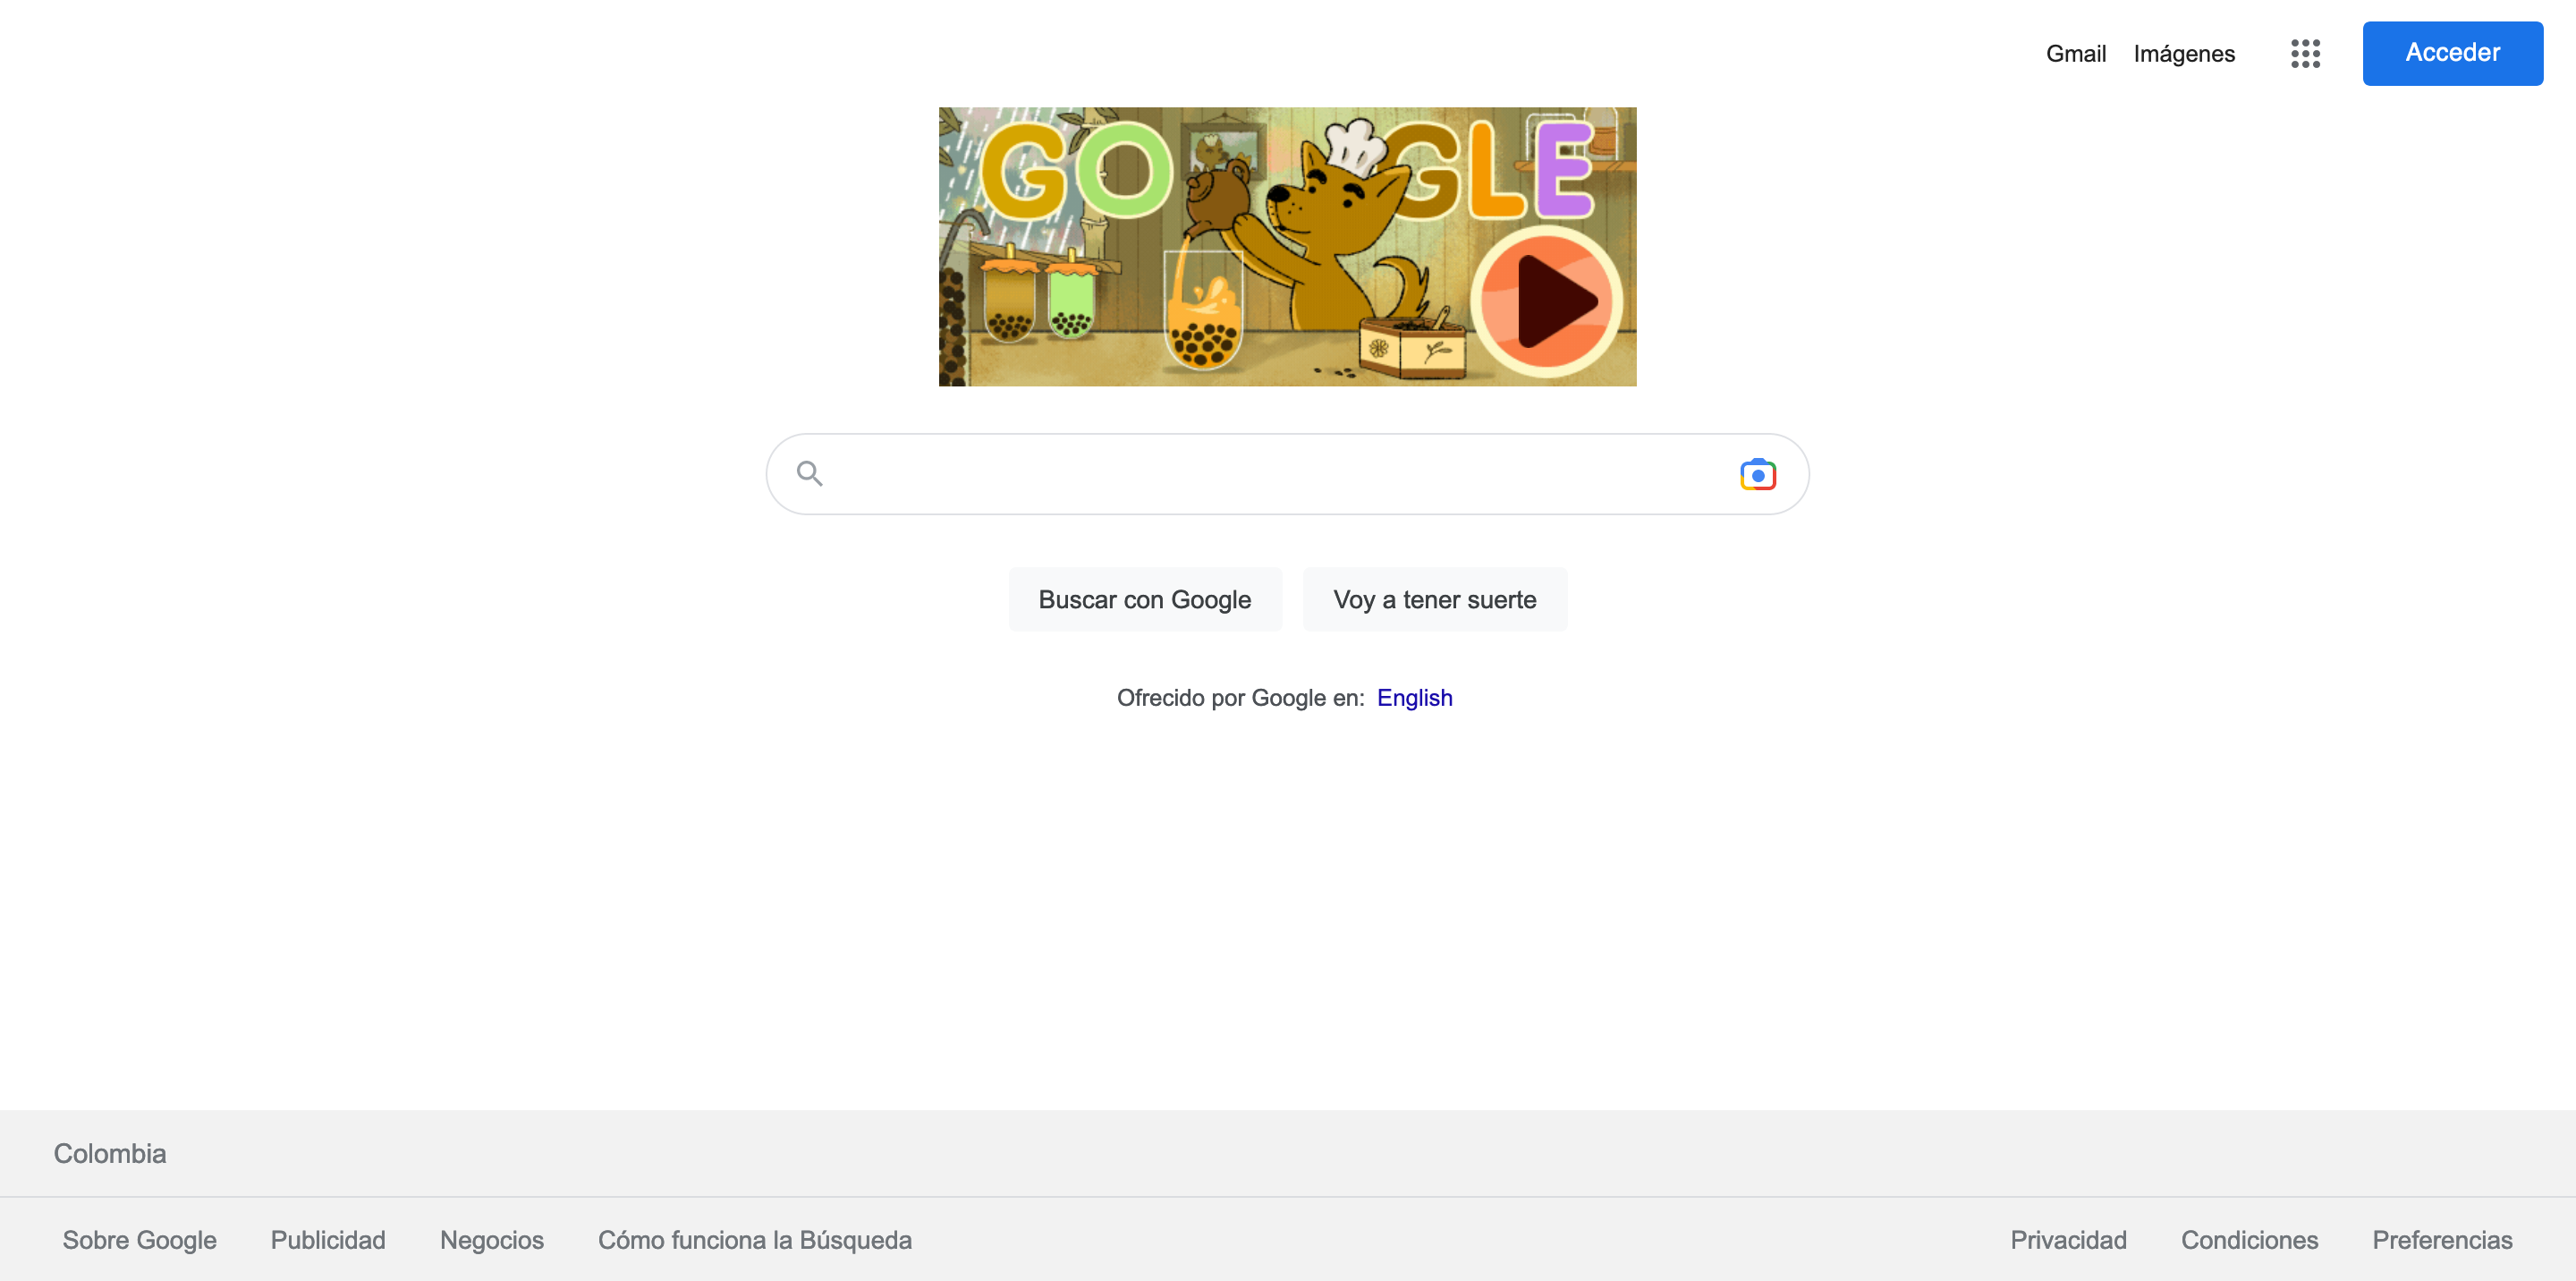 Gmail Imágenes Acceder
GOOGLE
Buscar con Google Voy a tener suerte
Ofrecido por Google en: English
Colombia
Sobre Google Publicidad Negocios Cómo funciona la Búsqueda Privacidad Condiciones Preferencias